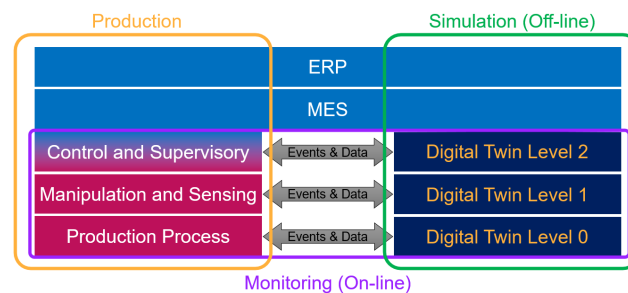 Production
Simulation (Off-line)
ERP
MES
Control and Supervisory
Events & Data
Digital Twin Level 2
Manipulation and Sensing
Events & Data
Digital Twin Level 1
Production Process
Events & Data
Digital Twin Level 0
Monitoring (On-line)